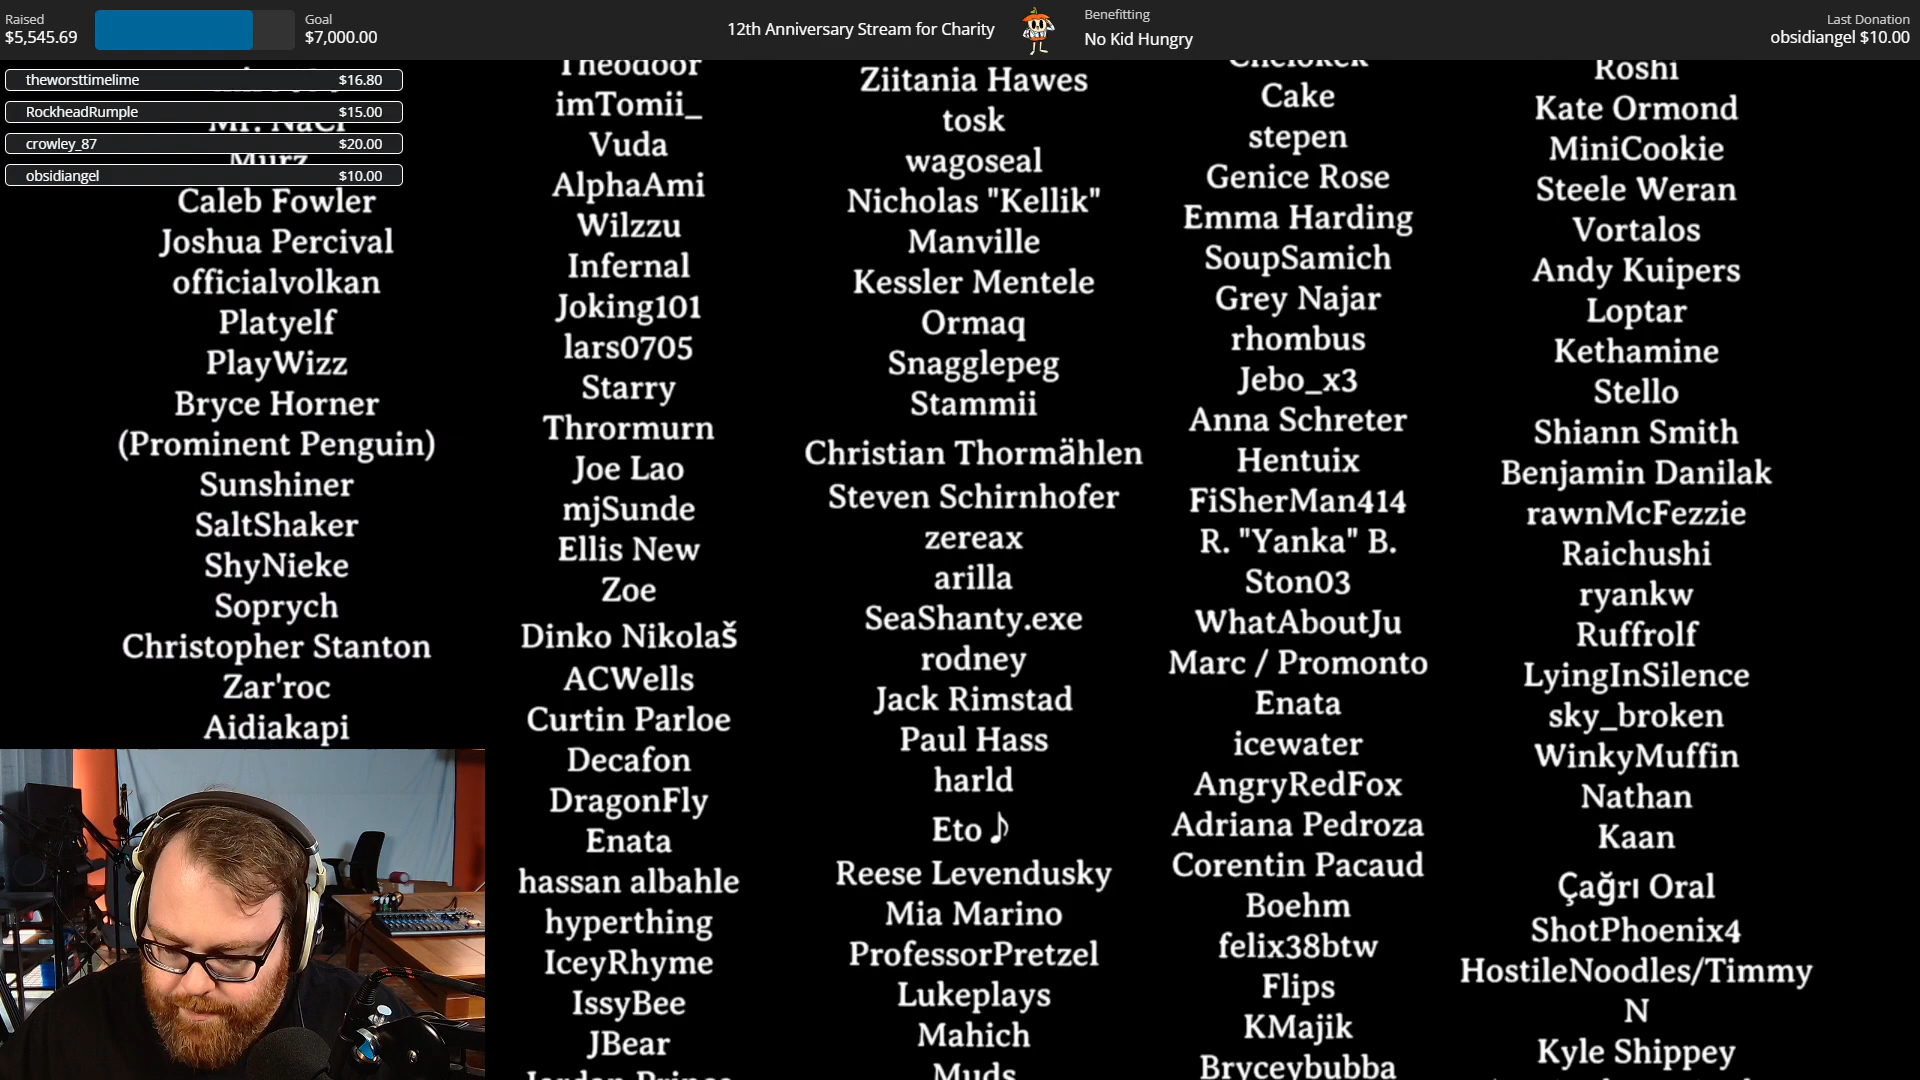 Raised
$5,545.69
Goal
$7,000.00
12th Anniversary Stream for Charity
Benefitting
No Kid Hungry
Last Donation
obsidiangel $10.00
theworsttimelime $16.80
RockheadRumple $15.00
crowley_87 $20.00
obsidiangel $10.00
Mr. NaCl
Murz
Caleb Fowler
Joshua Percival
officialvolkan
Platyelf
PlayWizz
Bryce Horner
(Prominent Penguin)
Sunshiner
SaltShaker
ShyNieke
Soprych
Christopher Stanton
Zar'roc
Aidiakapi
Theodoor
imTomii_
Vuda
AlphaAmi
Wilzzu
Infernal
Joking101
lars0705
Starry
Thrormurn
Joe Lao
mjSunde
Ellis New
Zoe
Dinko Nikolaš
ACWells
Curtin Parloe
Decafon
DragonFly
Enata
hassan albahle
hyperthing
IceyRhyme
IssyBee
JBear
Jordan Prince
Ziitania Hawes
tosk
wagoseal
Nicholas "Kellik"
Manville
Kessler Mentele
Ormaq
Snagglepeg
Stammii
Christian Thormählen
Steven Schirnhofer
zereax
arilla
SeaShanty.exe
rodney
Jack Rimstad
Paul Hass
harld
Eto♪
Reese Levendusky
Mia Marino
ProfessorPretzel
Lukeplays
Mahich
Muds
Cake
stepen
Genice Rose
Emma Harding
SoupSamich
Grey Najar
rhombus
Jebo_x3
Anna Schreter
Hentuix
FiSherMan414
R. "Yanka" B.
Ston03
WhatAboutJu
Marc / Promonto
Enata
icewater
AngryRedFox
Adriana Pedroza
Corentin Pacaud
Boehm
felix38btw
Flips
KMajik
Bryceybubba
Roshi
Kate Ormond
MiniCookie
Steele Weran
Vortalos
Andy Kuipers
Loptar
Kethamine
Stello
Shiann Smith
Benjamin Danilak
rawnMcFezzie
Raichushi
ryankw
Ruffrolf
LyingInSilence
sky_broken
WinkyMuffin
Nathan
Kaan
Çağrı Oral
ShotPhoenix4
HostileNoodles/Timmy
N
Kyle Shippey